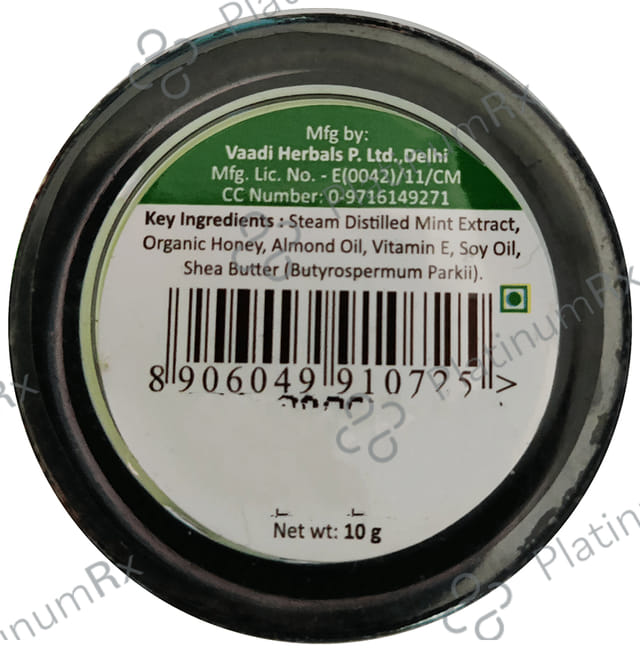 Mfg by:
Vaadi Herbals P. Ltd.,Delhi
Mfg. Lic. No. - E(0042)/11/CM
CC Number: 0-9716149271
Key Ingredients : Steam Distilled Mint Extract,
Organic Honey, Almond Oil, Vitamin E, Soy Oil,
Shea Butter (Butyrospermum Parkii).
8 906049 910725 >
Net wt: 10 g
PlatinumRx
PlatinumRx
PlatinumRx
PlatinumRx